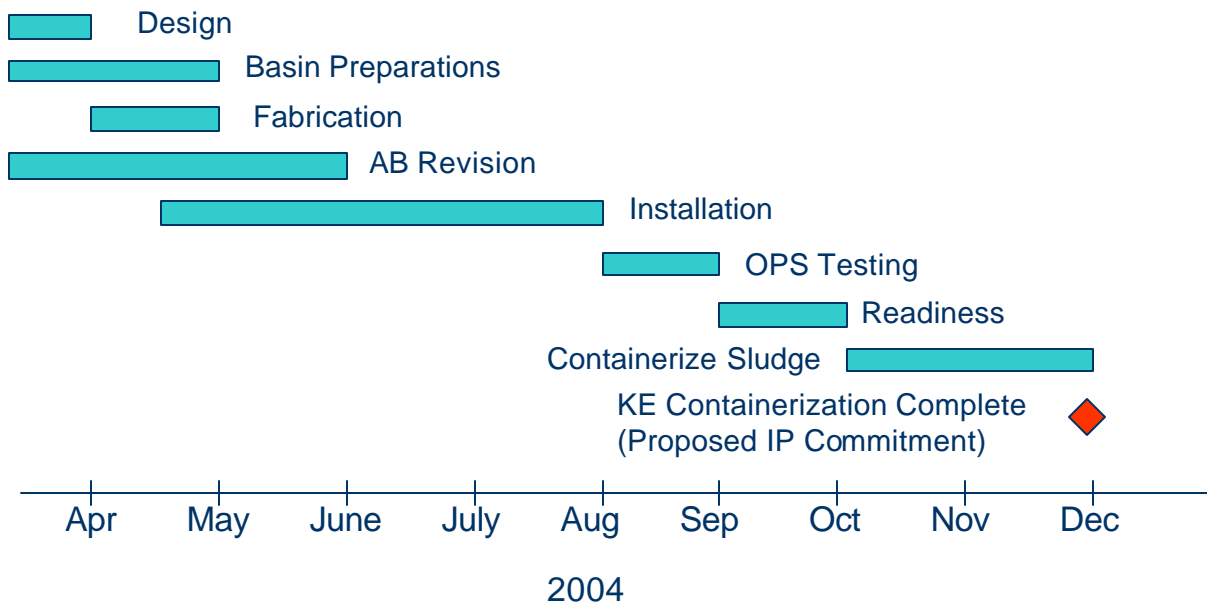 Design
Basin Preparations
Fabrication
AB Revision
Installation
OPS Testing
Readiness
Containerize Sludge
KE Containerization Complete
(Proposed IP Commitment)
Apr May June July Aug Sep Oct Nov Dec
2004